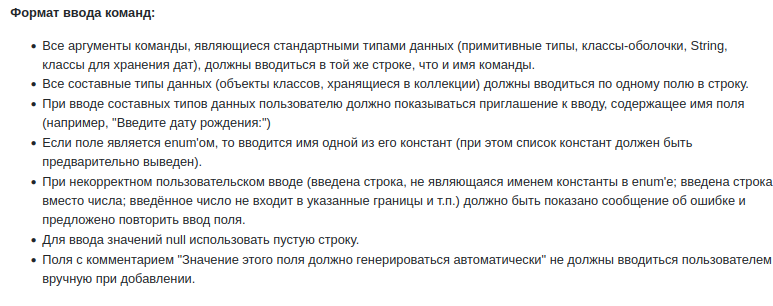 Формат ввода команд:
Все аргументы команды, являющиеся стандартными типами данных (примитивные типы, классы-оболочки, String,
классы для хранения дат), должны вводиться в той же строке, что и имя команды.
Все составные типы данных (объекты классов, хранящиеся в коллекции) должны вводиться по одному полю в строку.
При вводе составных типов данных пользователю должно показываться приглашение к вводу, содержащее имя поля
(например, "Введите дату рождения:")
Если поле является enum'ом, то вводится имя одной из его констант (при этом список констант должен быть
предварительно выведен).
При некорректном пользовательском вводе (введена строка, не являющаяся именем константы в enum'е; введена строка
вместо числа; введённое число не входит в указанные границы и т.п.) должно быть показано сообщение об ошибке и
предложено повторить ввод поля.
Для ввода значений null использовать пустую строку.
Поля с комментарием "Значение этого поля должно генерироваться автоматически" не должны вводиться пользователем
вручную при добавлении.